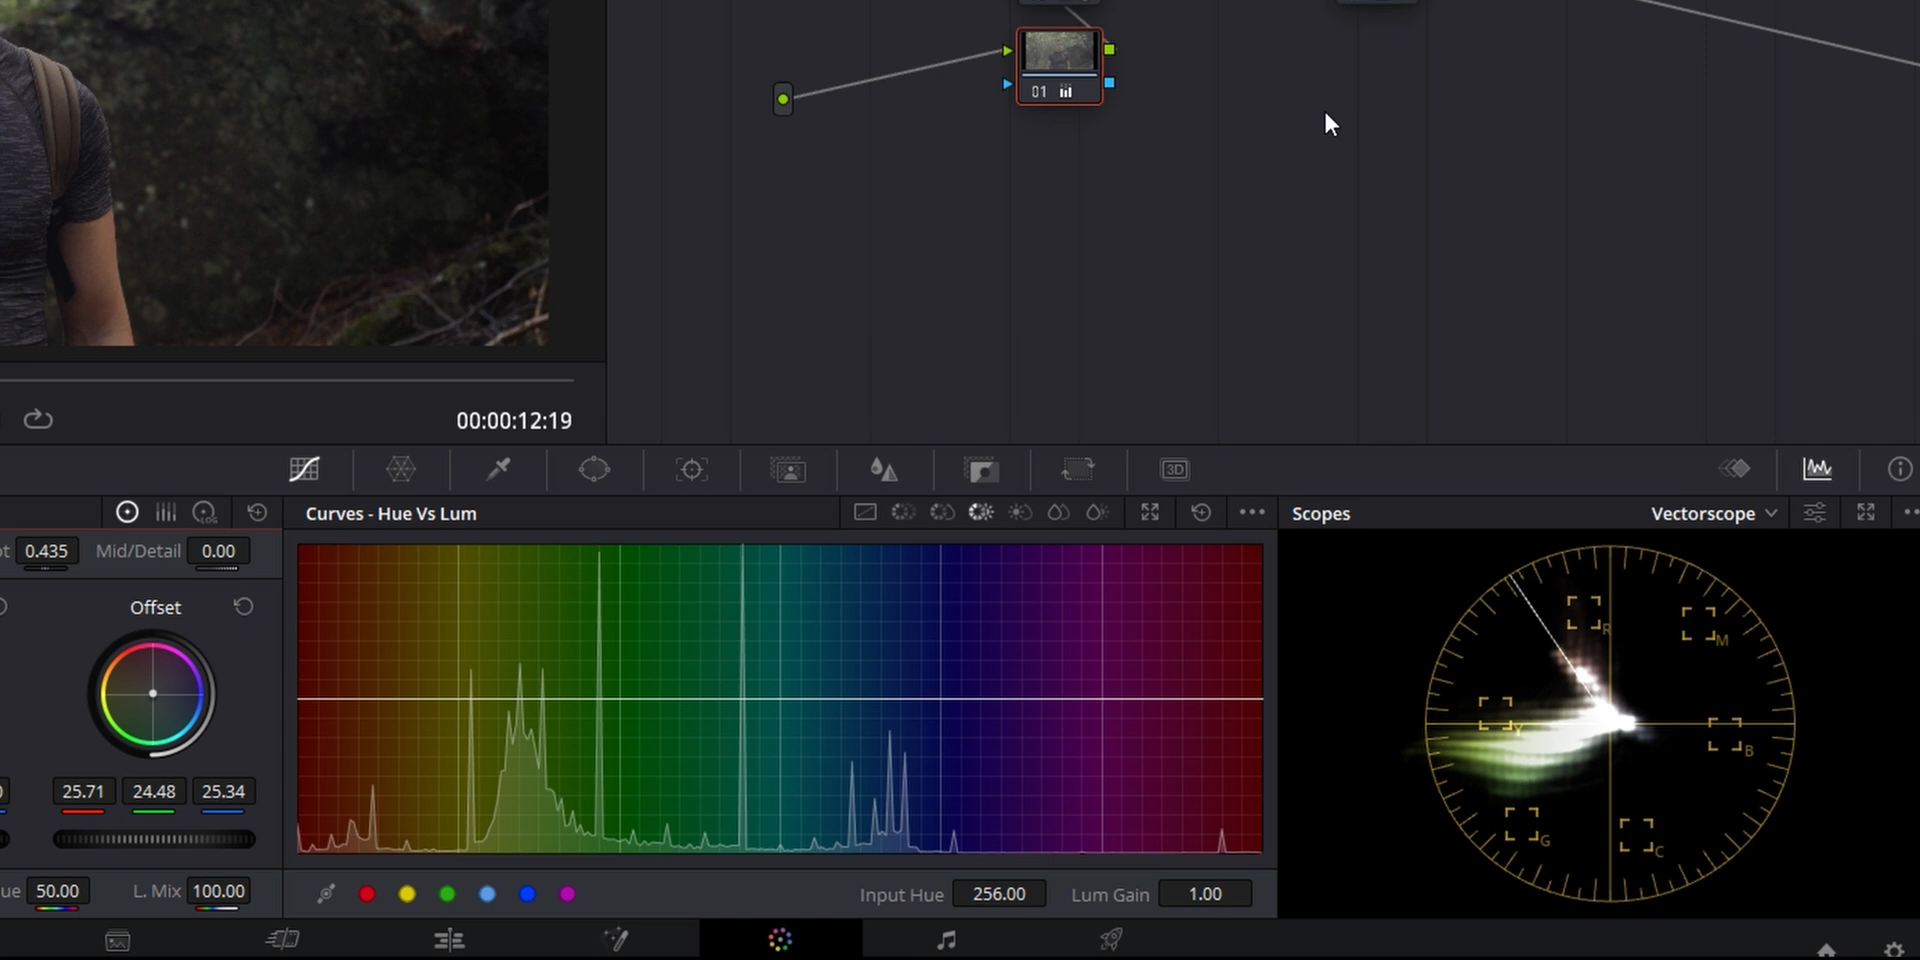 01
00:00:12:19
3D
LOG
Curves - Hue Vs Lum
Scopes
Vectorscope
0.435
Mid/Detail
0.00
Offset
25.71
24.48
25.34
50.00
L. Mix
100.00
Input Hue
256.00
Lum Gain
1.00
R
M
Y
B
G
C